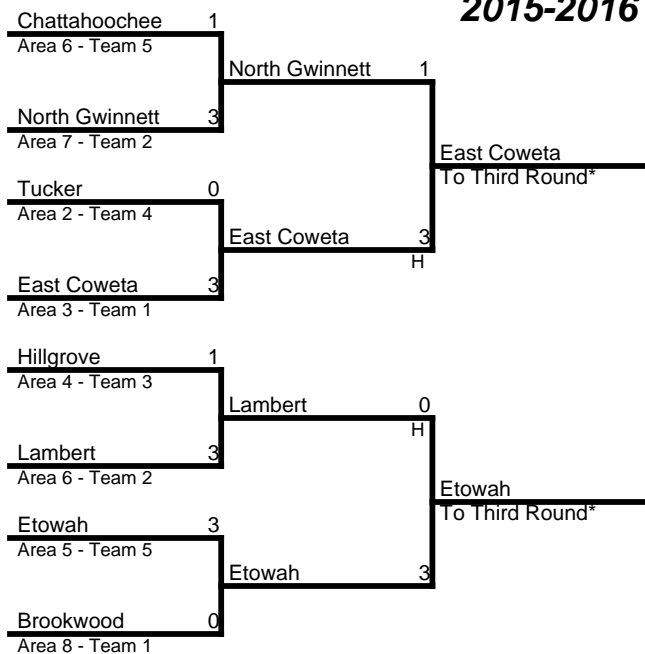 2015-2016
Chattahoochee 1
Area 6 - Team 5
North Gwinnett 1
North Gwinnett 3
Area 7 - Team 2
East Coweta
To Third Round*
Tucker 0
Area 2 - Team 4
East Coweta 3
H
East Coweta 3
Area 3 - Team 1
Hillgrove 1
Area 4 - Team 3
Lambert 0
H
Lambert 3
Area 6 - Team 2
Etowah
To Third Round*
Etowah 3
Area 5 - Team 5
Etowah 3
Brookwood 0
Area 8 - Team 1